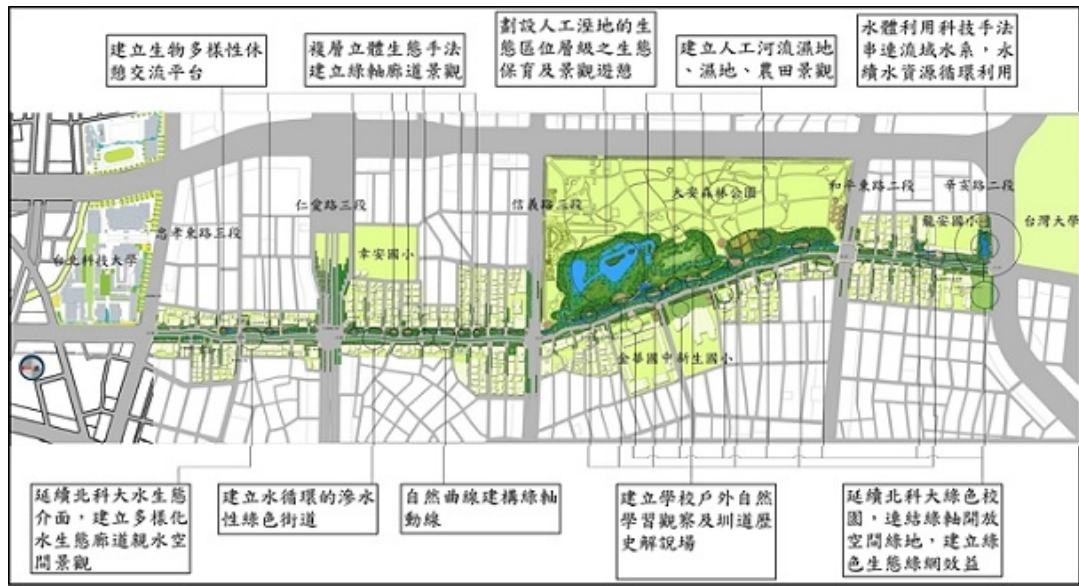 建立生物多樣性休
憩交流平台
複層立體生態手法
建立綠軸廊道景觀
劃設人工溼地的生
態區位層級之生態
保育及景觀遊憩
建立人工河流濕地
、濕地、農田景觀
水體利用科技手法
串連流域水系，永
續水資源循環利用
大安森林公園
和平東路二段
辛亥路二段
仁愛路三段
信義路三段
龍安國小
台灣大學
忠孝東路三段
幸安國小
台北科技大學
金華國中
新生國小
延續北科大水生態
介面，建立多樣化
水生態廊道親水空
間景觀
建立水循環的滲水
性綠色街道
自然曲線建構綠軸
動線
建立學校戶外自然
學習觀察及圳道歷
史解說場
延續北科大綠色校
園，連結綠軸開放
空間綠地，建立綠
色生態綠網效益